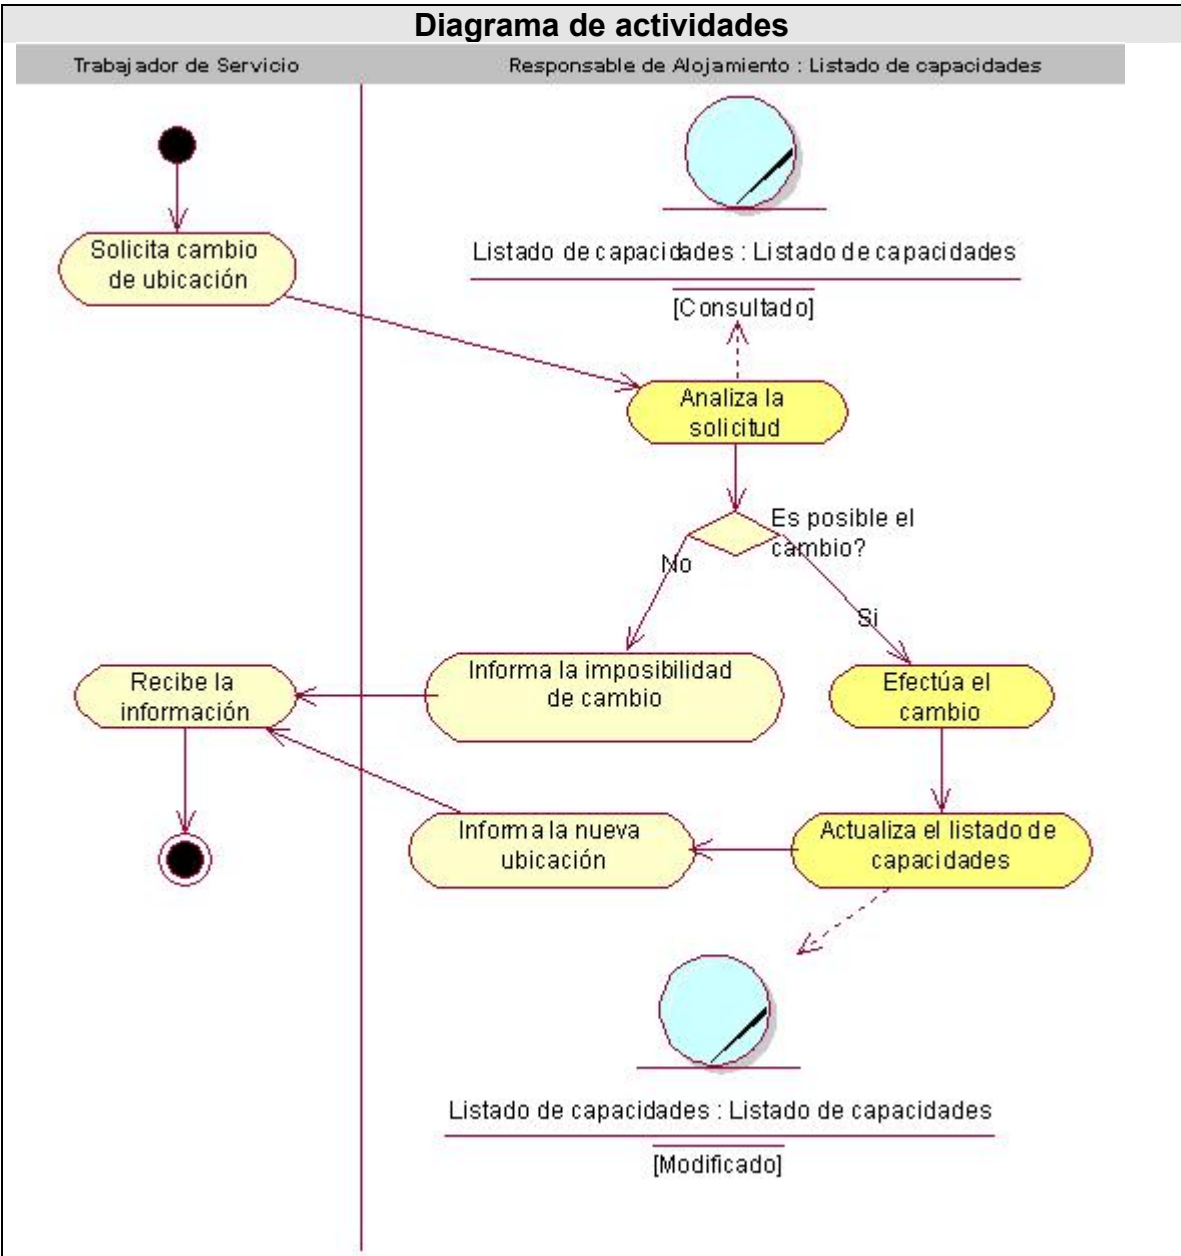 Diagrama de actividades
Trabajador de Servicio
Responsable de Alojamiento : Listado de capacidades
Solicita cambio
de ubicación
Listado de capacidades : Listado de capacidades
[Consultado]
Analiza la
solicitud
Es posible el
cambio?
No
Si
Recibe la
información
Informa la imposibilidad
de cambio
Efectúa el
cambio
Informa la nueva
ubicación
Actualiza el listado de
capacidades
Listado de capacidades : Listado de capacidades
[Modificado]